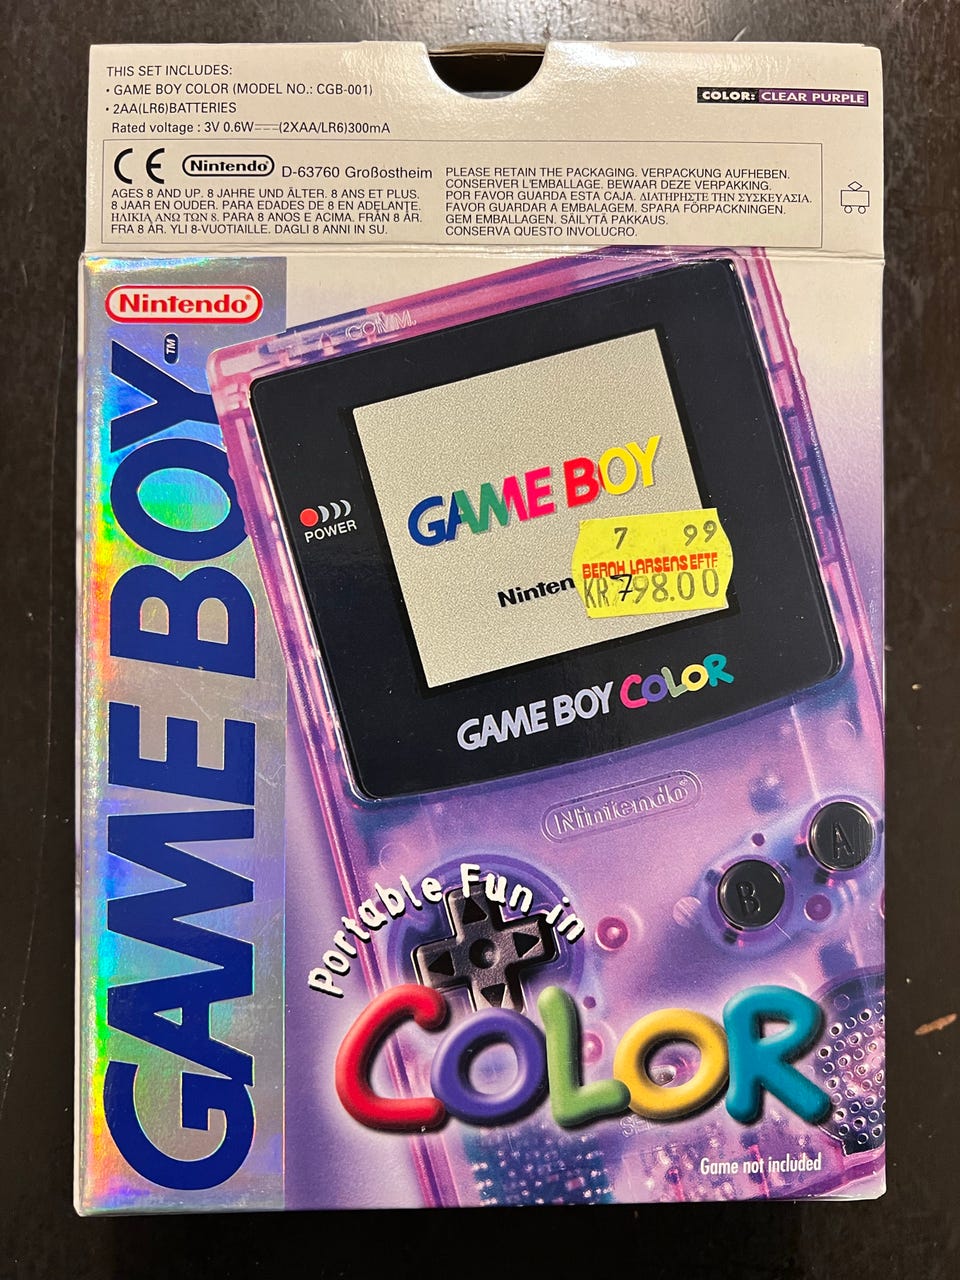 THIS SET INCLUDES:
• GAME BOY COLOR (MODEL NO.: CGB-001)
• 2AA(LR6)BATTERIES
Rated voltage : 3V 0.6W⎓(2XAA/LR6)300mA
COLOR: CLEAR PURPLE
CE Nintendo® D-63760 Großostheim
AGES 8 AND UP. 8 JAHRE UND ÄLTER. 8 ANS ET PLUS.
8 JAAR EN OUDER. PARA EDADES DE 8 EN ADELANTE.
ΗΛΙΚΙΑ ΑΝΩ ΤΩΝ 8. PARA 8 ANOS E ACIMA. FRÅN 8 ÅR.
FRA 8 ÅR. YLI 8-VUOTIAILLE. DAGLI 8 ANNI IN SU.
PLEASE RETAIN THE PACKAGING. VERPACKUNG AUFHEBEN.
CONSERVER L'EMBALLAGE. BEWAAR DEZE VERPAKKING.
POR FAVOR GUARDA ESTA CAJA. ΔΙΑΤΗΡΗΣΤΕ ΤΗΝ ΣΥΣΚΕΥΑΣΙΑ.
FAVOR GUARDAR A EMBALAGEM. SPARA FÖRPACKNINGEN.
GEM EMBALLAGEN. SÄILYTÄ PAKKAUS.
CONSERVA QUESTO INVOLUCRO.
Nintendo®
GAME BOY™
COMM.
POWER
GAME BOY
Ninten
7 99
BERNH LARSENS EFTF
KR 798.00
GAME BOY COLOR
Nintendo®
A
B
Portable Fun in
COLOR
Game not included